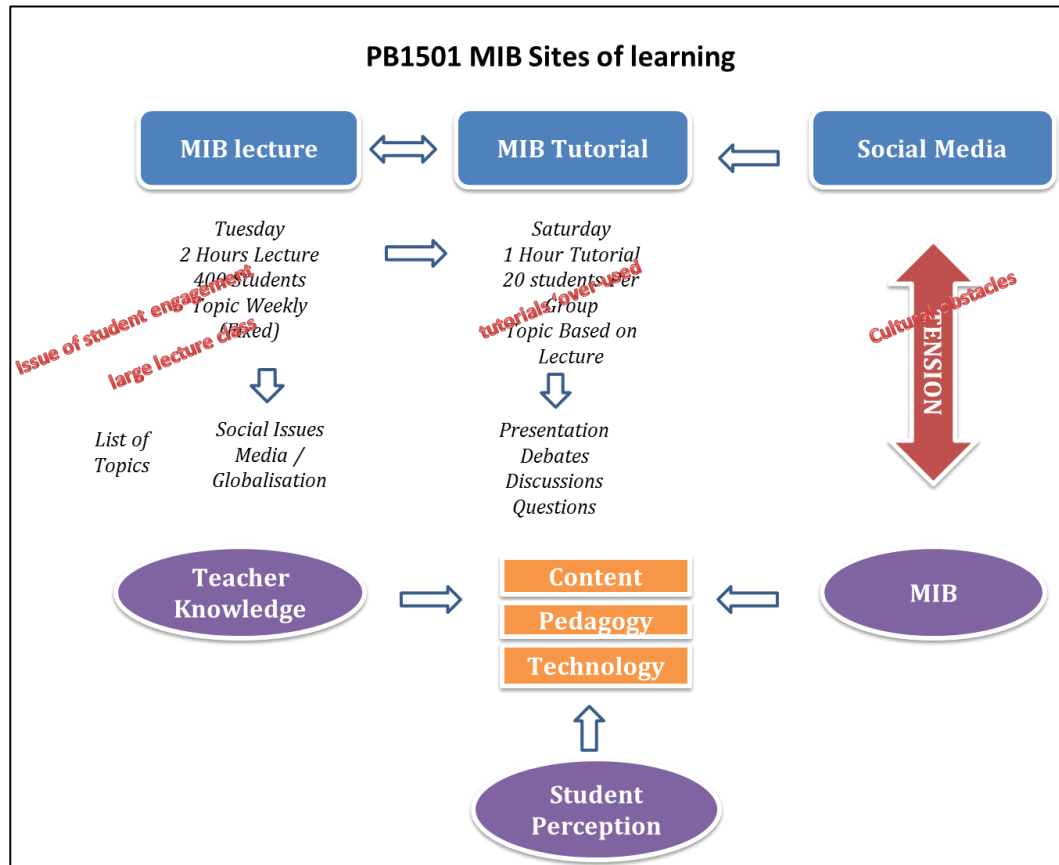 PB1501 MIB Sites of learning
MIB lecture
MIB Tutorial
Social Media
Tuesday
2 Hours Lecture
400 Students
Topic Weekly
(Fixed)
Issue of student engagement
large lecture class
Saturday
1 Hour Tutorial
20 students Per
Group
Topic Based on
Lecture
tutorials 'over-used
Cultural obstacles
TENSION
List of
Topics
Social Issues
Media /
Globalisation
Presentation
Debates
Discussions
Questions
Teacher
Knowledge
Content
Pedagogy
Technology
MIB
Student
Perception